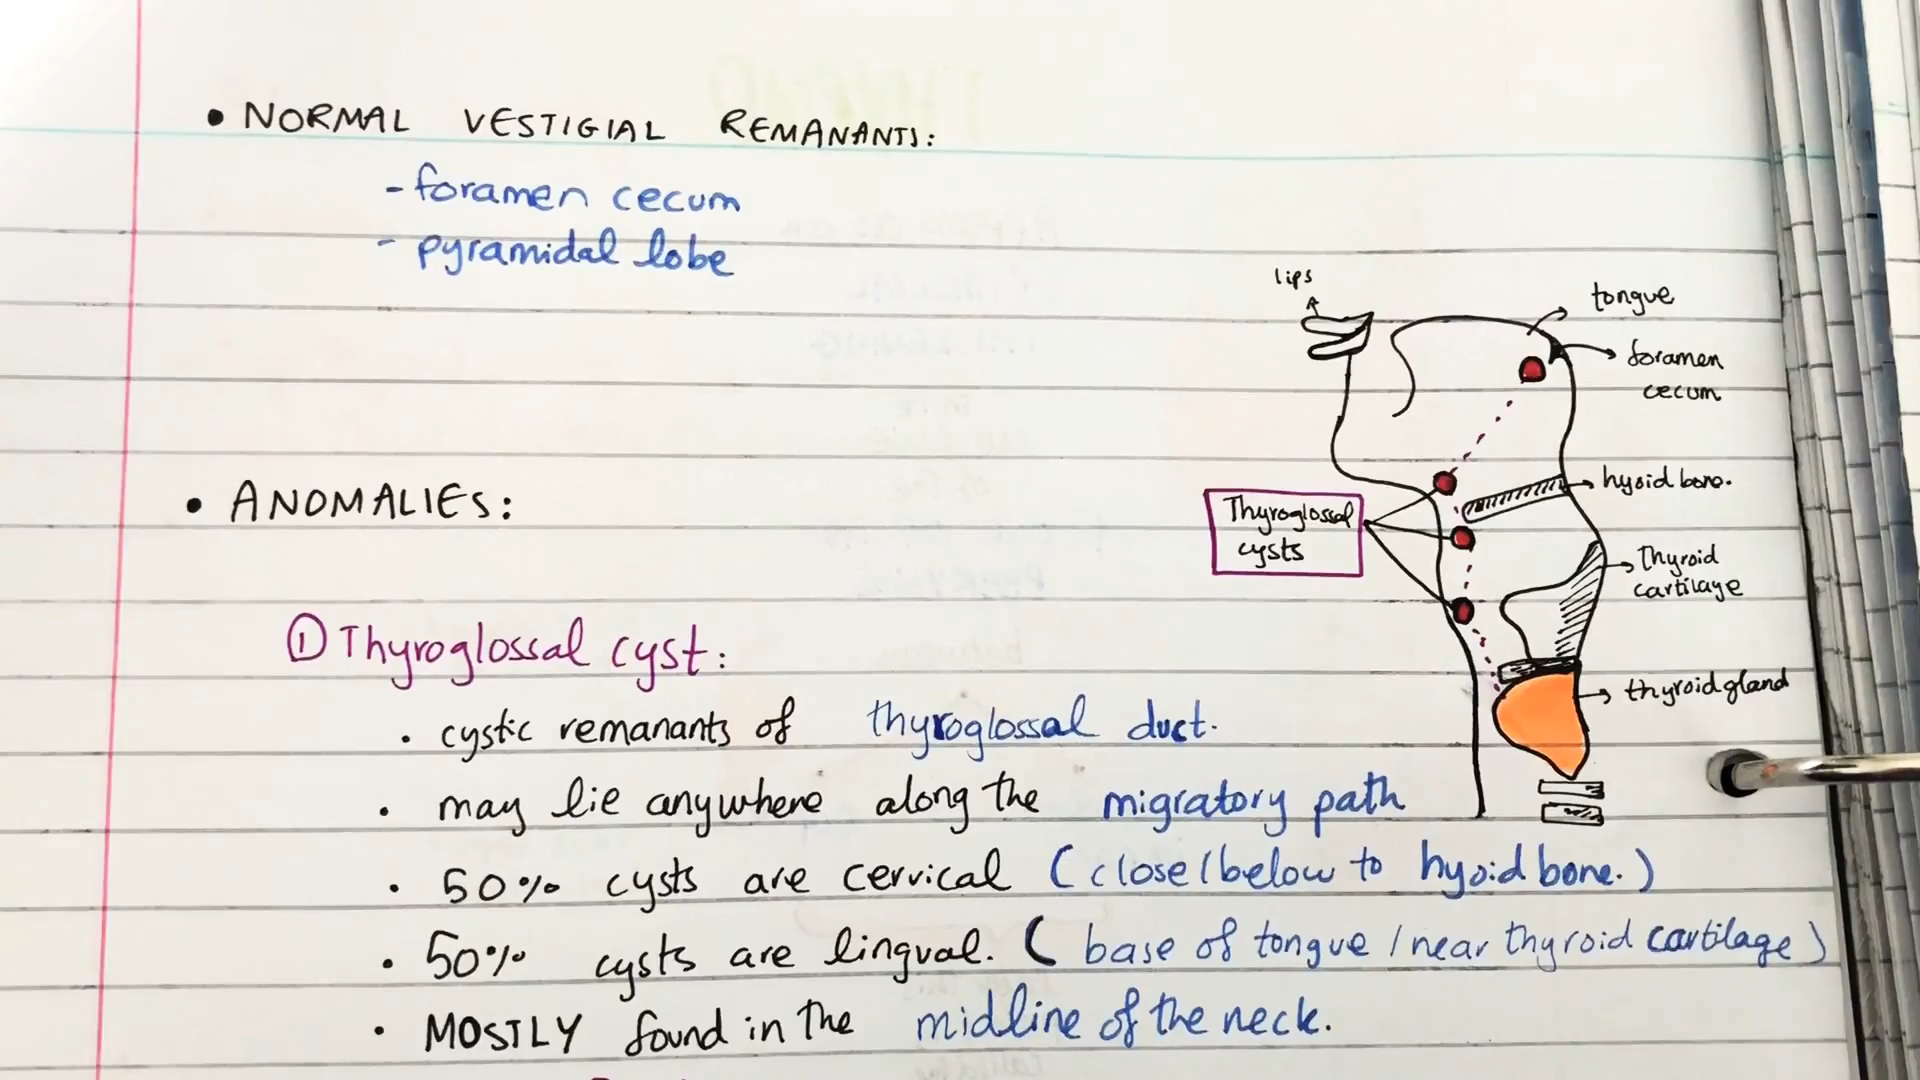 • NORMAL VESTIGIAL REMANANTS:
- foramen cecum
- pyramidal lobe
lips
tongue
foramen
cecum
hyoid bone.
Thyroglossal
cysts
Thyroid
cartilage
thyroid gland
• ANOMALIES:
① Thyroglossal cyst:
• cystic remanants of thyroglossal duct.
• may lie anywhere along the migratory path
• 50% cysts are cervical (close/below to hyoid bone.)
• 50% cysts are lingual. (base of tongue / near thyroid cartilage)
• MOSTLY found in the midline of the neck.